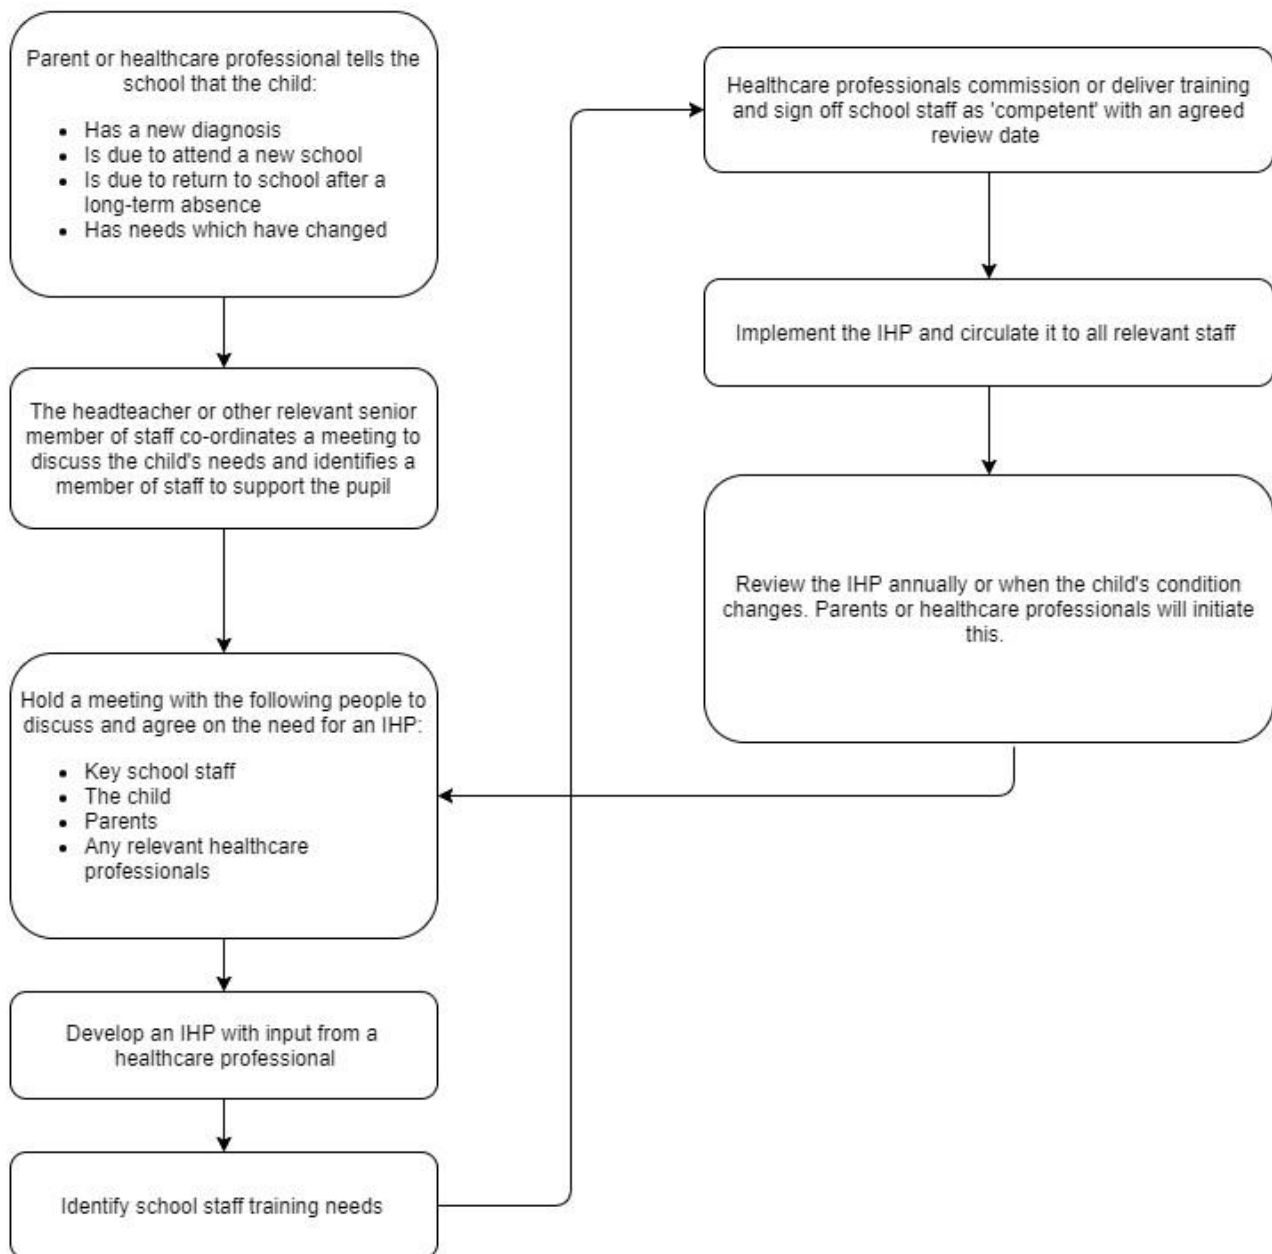 Parent or healthcare professional tells the
school that the child:
• Has a new diagnosis
• Is due to attend a new school
• Is due to return to school after a
long-term absence
• Has needs which have changed
The headteacher or other relevant senior
member of staff co-ordinates a meeting to
discuss the child's needs and identifies a
member of staff to support the pupil
Hold a meeting with the following people to
discuss and agree on the need for an IHP:
• Key school staff
• The child
• Parents
• Any relevant healthcare
professionals
Develop an IHP with input from a
healthcare professional
Identify school staff training needs
Healthcare professionals commission or deliver training
and sign off school staff as 'competent' with an agreed
review date
Implement the IHP and circulate it to all relevant staff
Review the IHP annually or when the child's condition
changes. Parents or healthcare professionals will initiate
this.